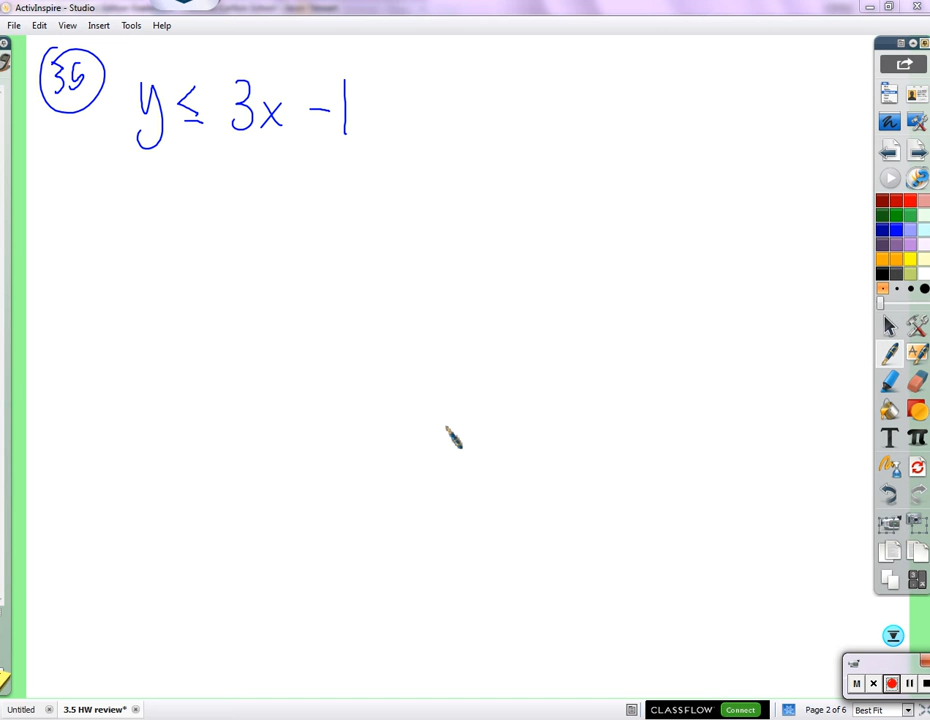 ActivInspire - Studio
File Edit View Insert Tools Help
35 y ≤ 3x - 1
T π
M
Untitled 3.5 HW review* CLASSFLOW Connect Page 2 of 6 Best Fit